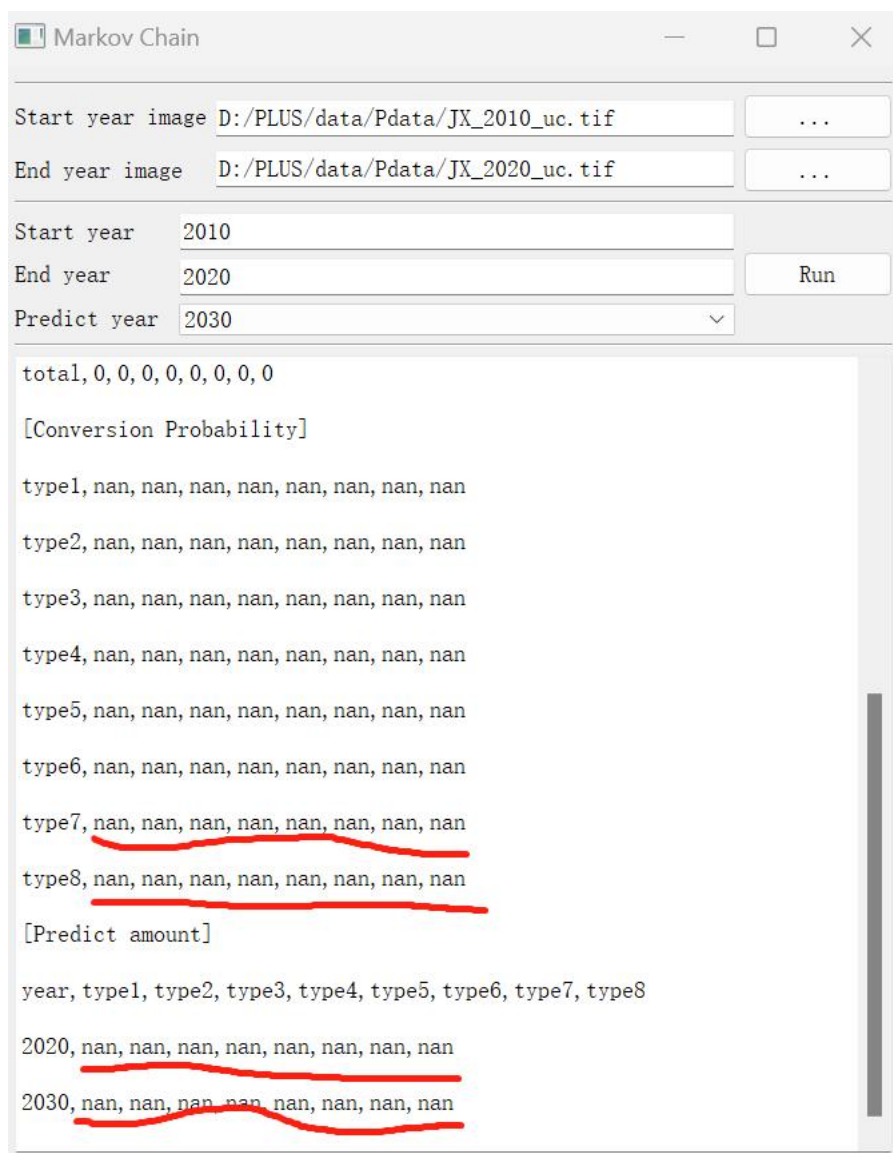 Markov Chain
Start year image D:/PLUS/data/Pdata/JX_2010_uc.tif ...
End year image D:/PLUS/data/Pdata/JX_2020_uc.tif ...
Start year 2010
End year 2020 Run
Predict year 2030
total,0,0,0,0,0,0,0,0
[Conversion Probability]
type1,nan,nan,nan,nan,nan,nan,nan,nan
type2,nan,nan,nan,nan,nan,nan,nan,nan
type3,nan,nan,nan,nan,nan,nan,nan,nan
type4,nan,nan,nan,nan,nan,nan,nan,nan
type5,nan,nan,nan,nan,nan,nan,nan,nan
type6,nan,nan,nan,nan,nan,nan,nan,nan
type7,nan,nan,nan,nan,nan,nan,nan,nan
type8,nan,nan,nan,nan,nan,nan,nan,nan
[Predict amount]
year,type1,type2,type3,type4,type5,type6,type7,type8
2020,nan,nan,nan,nan,nan,nan,nan,nan
2030,nan,nan,nan,nan,nan,nan,nan,nan